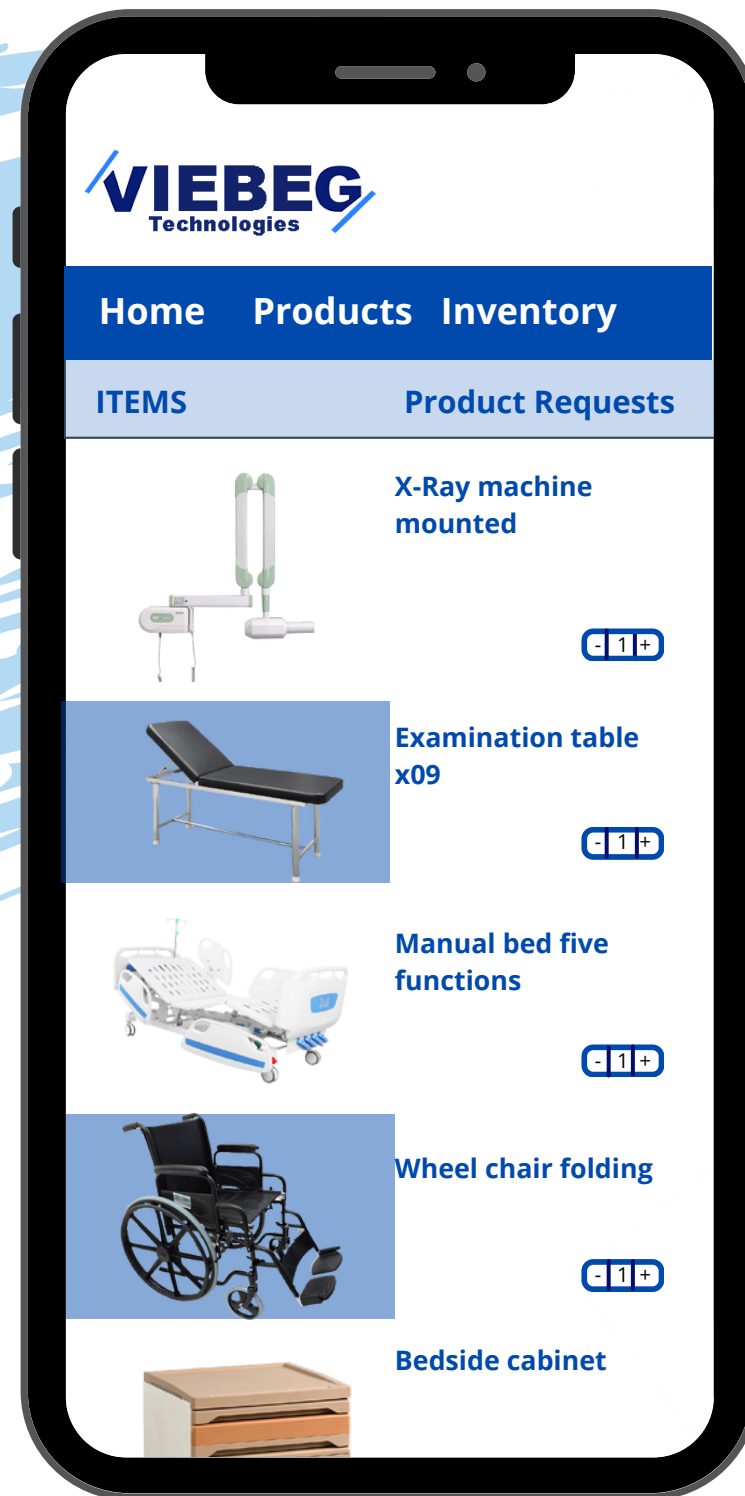 VIEBEG
Technologies
Home Products Inventory
ITEMS Product Requests
X-Ray machine
mounted
- 1 +
Examination table
x09
- 1 +
Manual bed five
functions
- 1 +
Wheel chair folding
- 1 +
Bedside cabinet